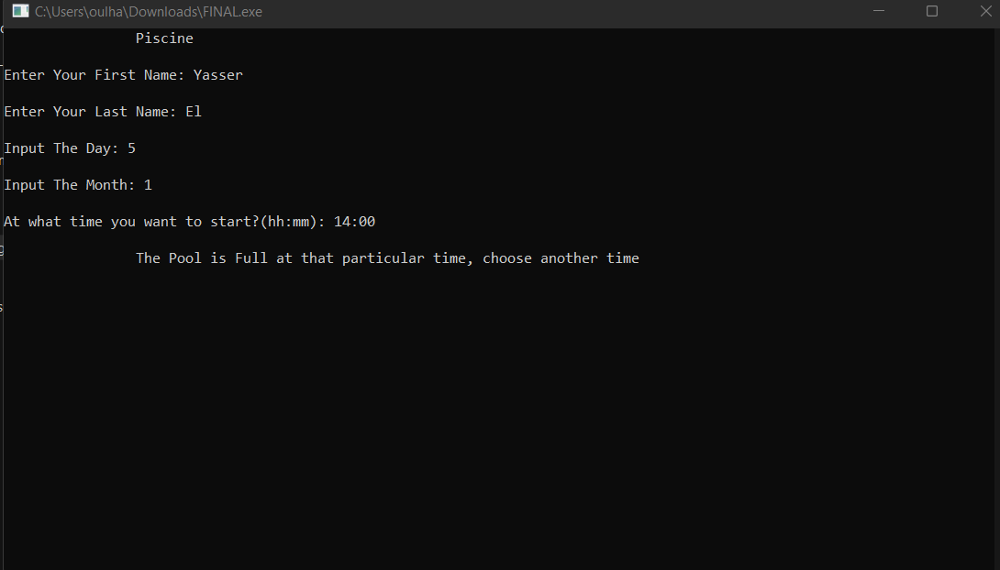 C:\Users\oulha\Downloads\FINAL.exe
Piscine
Enter Your First Name: Yasser
Enter Your Last Name: El
Input The Day: 5
Input The Month: 1
At what time you want to start?(hh:mm): 14:00
The Pool is Full at that particular time, choose another time